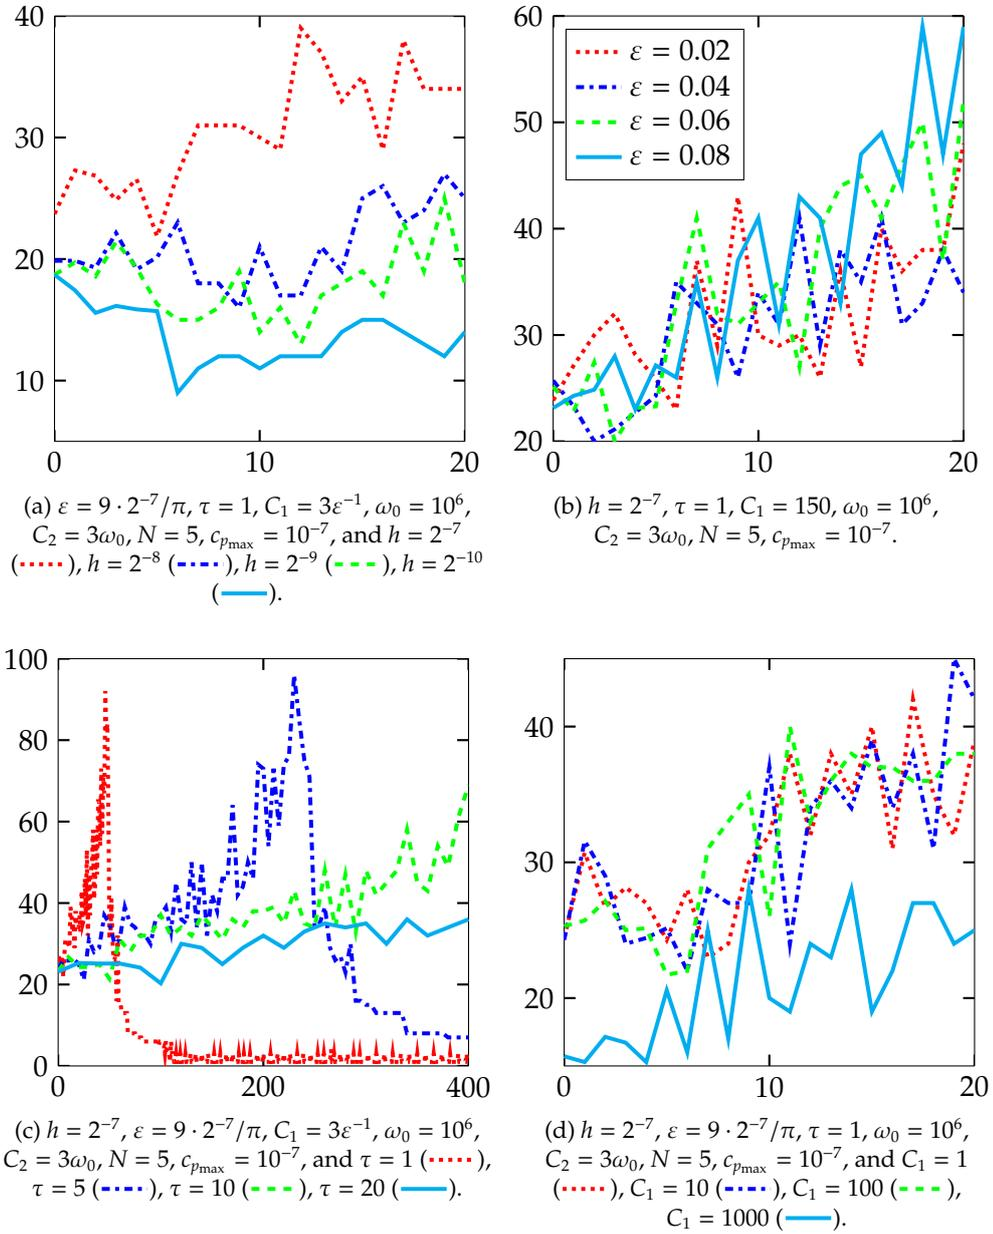 40
30
20
10
0
10
20
60
50
40
30
20
0
10
20
ε = 0.02
ε = 0.04
ε = 0.06
ε = 0.08
(a) ε = 9 · 2⁻⁷/π, τ = 1, C₁ = 3ε⁻¹, ω₀ = 10⁶,
C₂ = 3ω₀, N = 5, c_{p_max} = 10⁻⁷, and h = 2⁻⁷
( ), h = 2⁻⁸ ( ), h = 2⁻⁹ ( ), h = 2⁻¹⁰
( ).
(b) h = 2⁻⁷, τ = 1, C₁ = 150, ω₀ = 10⁶,
C₂ = 3ω₀, N = 5, c_{p_max} = 10⁻⁷.
100
80
60
40
20
0
0
200
400
40
30
20
0
10
20
(c) h = 2⁻⁷, ε = 9 · 2⁻⁷/π, C₁ = 3ε⁻¹, ω₀ = 10⁶,
C₂ = 3ω₀, N = 5, c_{p_max} = 10⁻⁷, and τ = 1 ( ),
τ = 5 ( ), τ = 10 ( ), τ = 20 ( ).
(d) h = 2⁻⁷, ε = 9 · 2⁻⁷/π, τ = 1, ω₀ = 10⁶,
C₂ = 3ω₀, N = 5, c_{p_max} = 10⁻⁷, and C₁ = 1
( ), C₁ = 10 ( ), C₁ = 100 ( ),
C₁ = 1000 ( ).